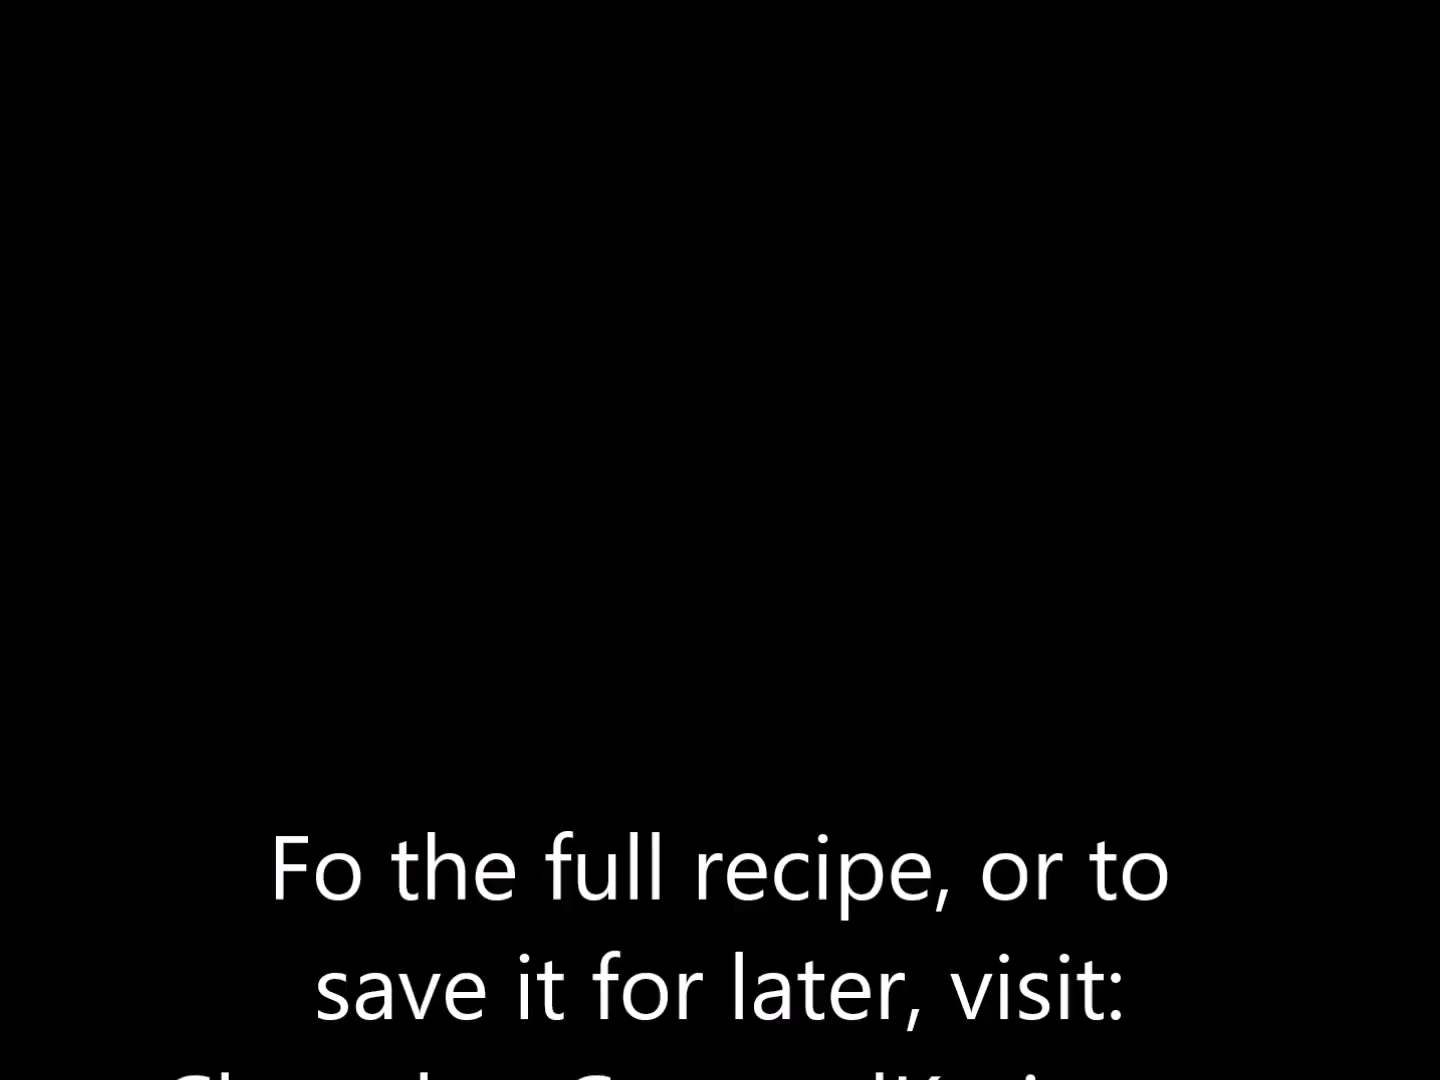 Fo the full recipe, or to
save it for later, visit: